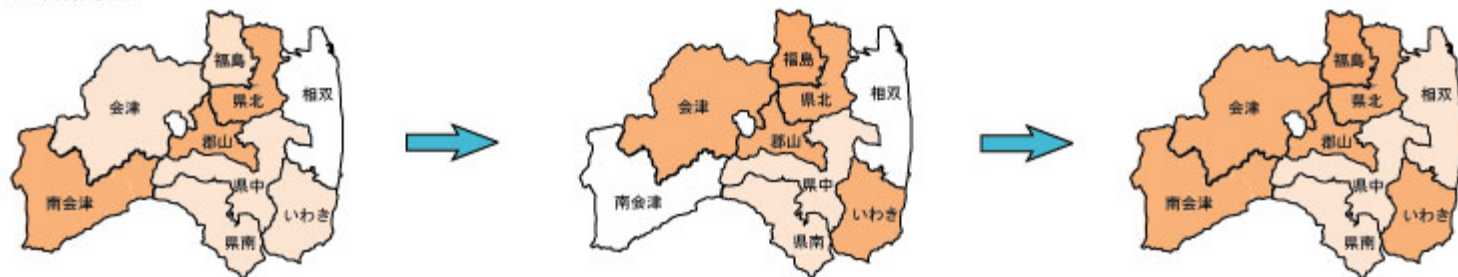 福島
県北
相双
会津
郡山
県中
南会津
いわき
県南
福島
県北
相双
会津
郡山
県中
南会津
いわき
県南
福島
県北
相双
会津
郡山
県中
南会津
いわき
県南